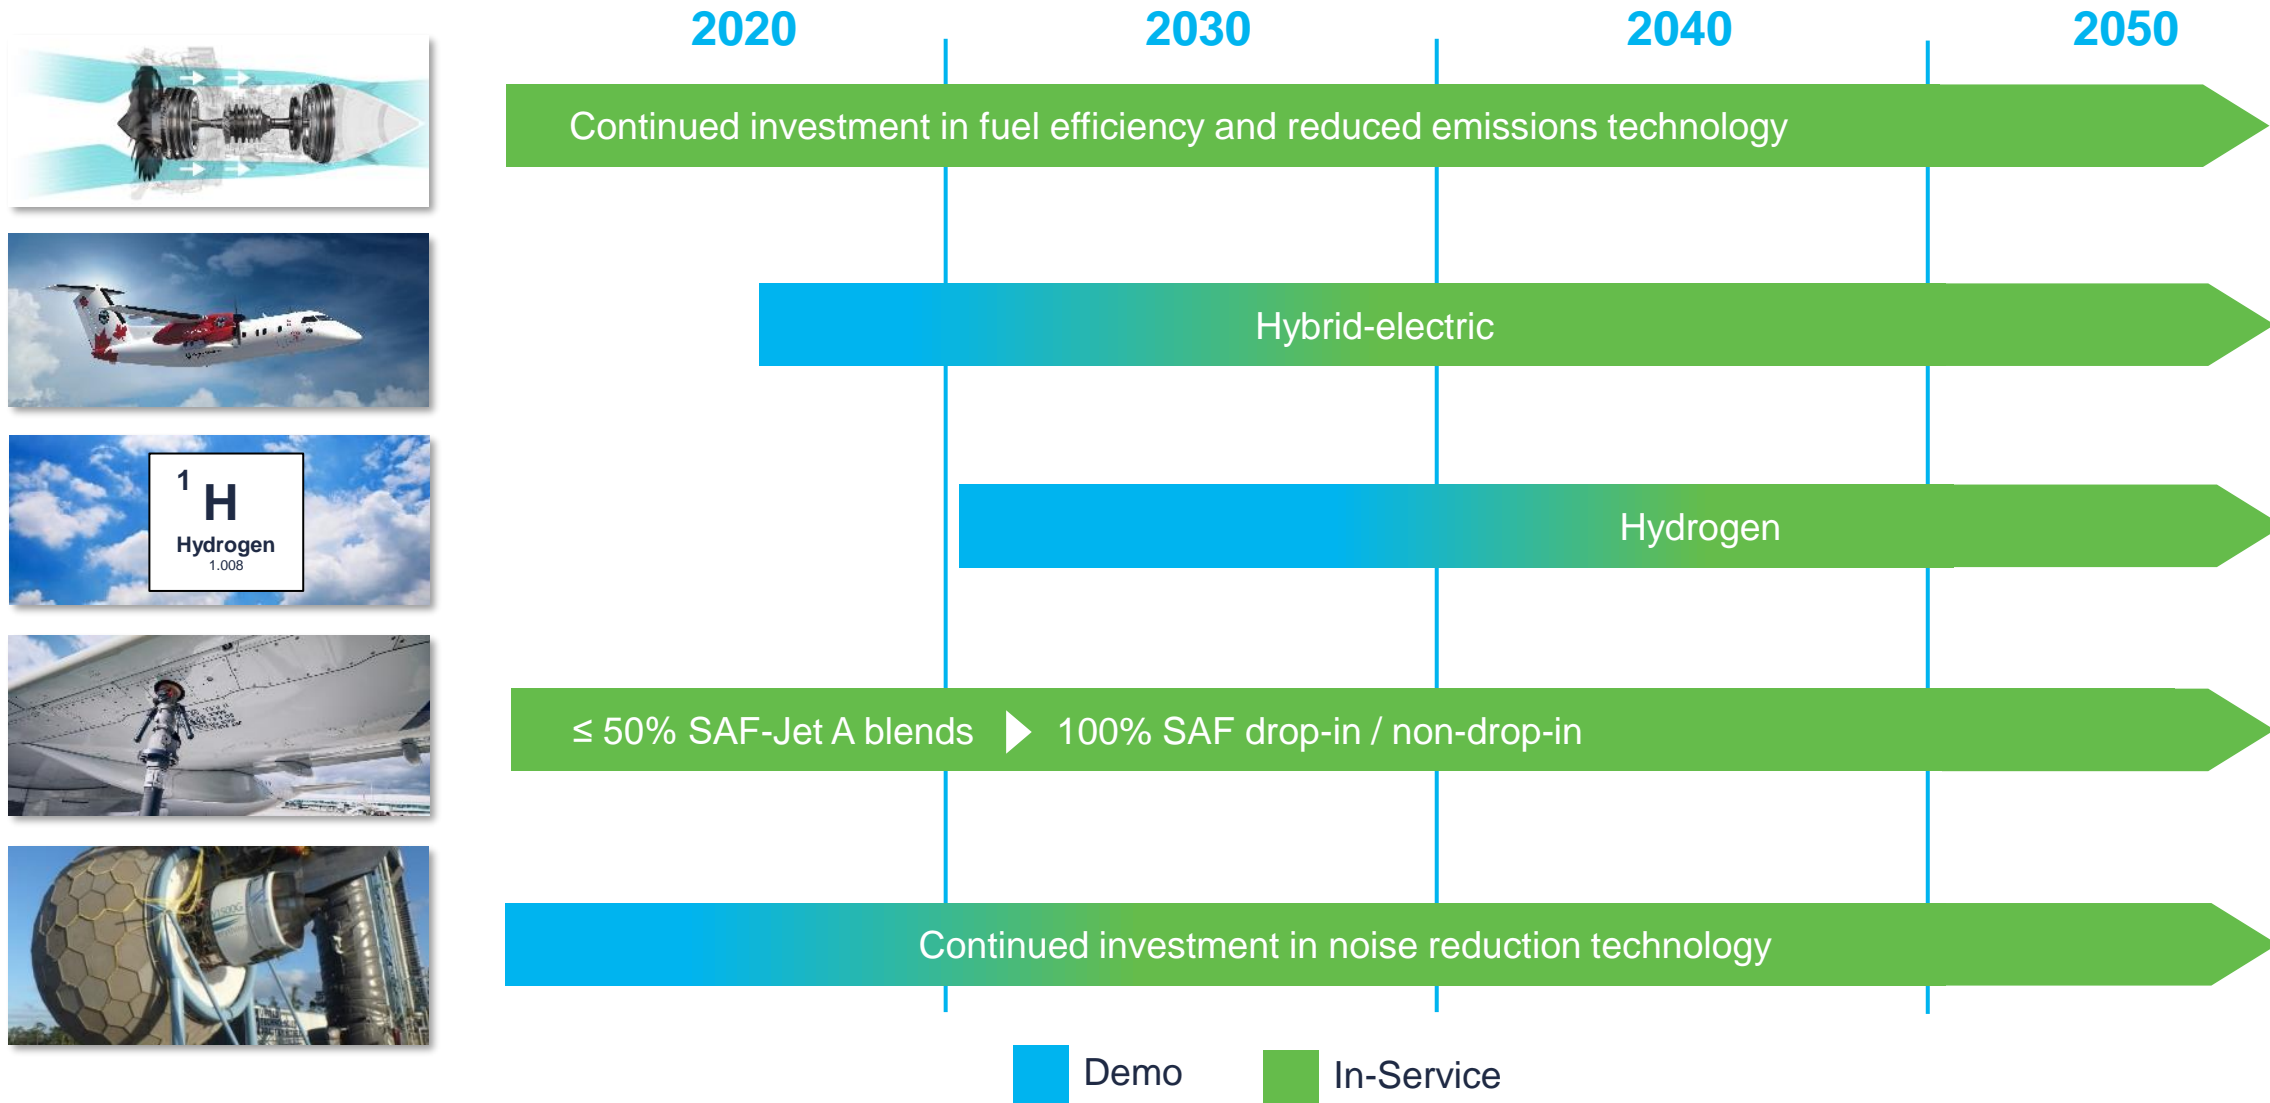 2020
2030
2040
2050
Continued investment in fuel efficiency and reduced emissions technology
Hybrid-electric
1
H
Hydrogen
1.008
Hydrogen
≤ 50% SAF-Jet A blends
100% SAF drop-in / non-drop-in
Continued investment in noise reduction technology
Demo
In-Service